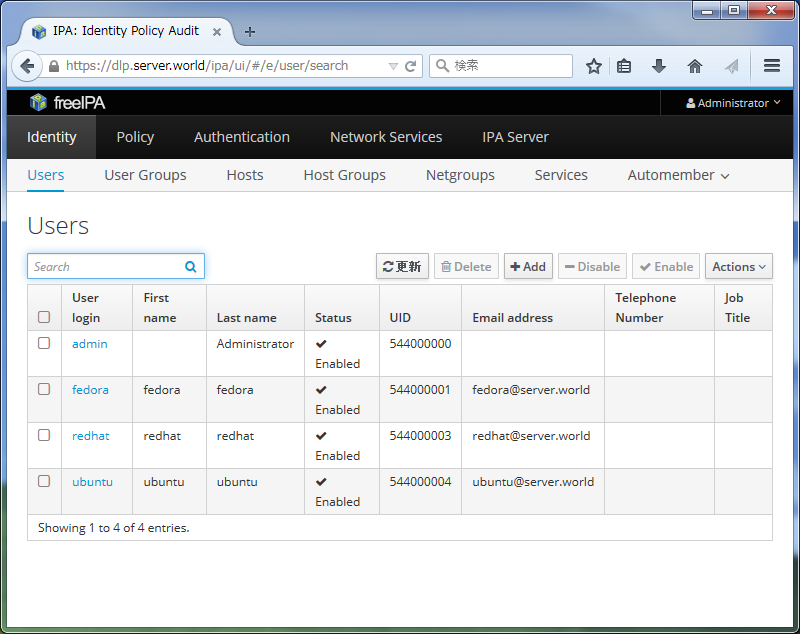 IPA: Identity Policy Audit
https://dlp.server.world/ipa/ui/#/e/user/search
検索
freeIPA
Administrator
Identity Policy Authentication Network Services IPA Server
Users User Groups Hosts Host Groups Netgroups Services Automember
Users
Search 更新 Delete Add Disable Enable Actions
User login First name Last name Status UID Email address Telephone Number Job Title
admin Administrator Enabled 544000000
fedora fedora fedora Enabled 544000001 fedora@server.world
redhat redhat redhat Enabled 544000003 redhat@server.world
ubuntu ubuntu ubuntu Enabled 544000004 ubuntu@server.world
Showing 1 to 4 of 4 entries.